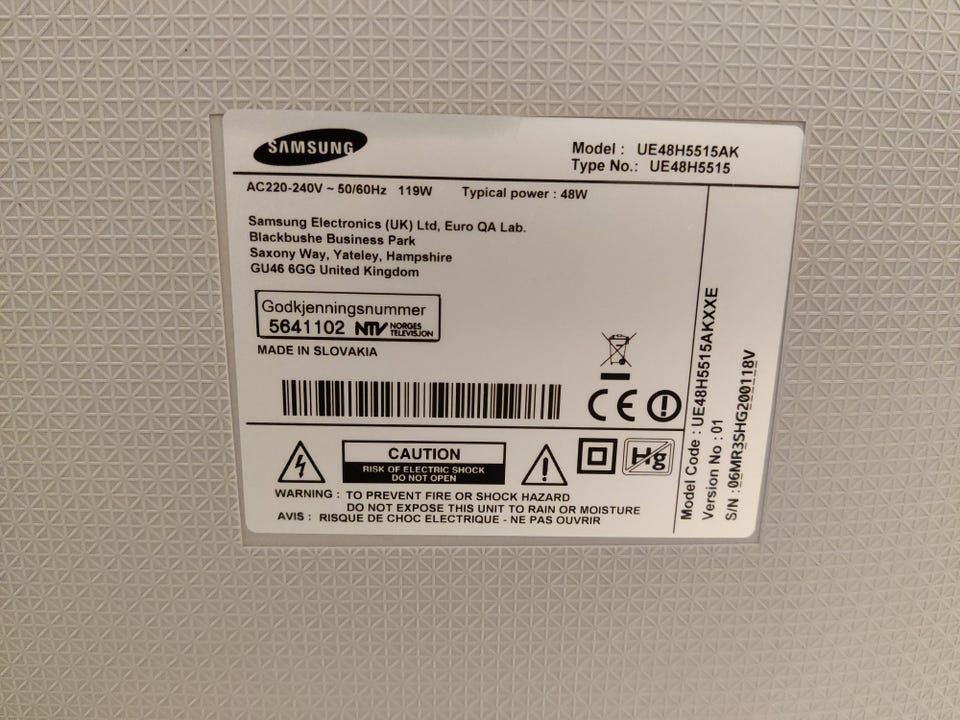 SAMSUNG
Model : UE48H5515AK
Type No.: UE48H5515
AC220-240V ~ 50/60Hz 119W Typical power : 48W
Samsung Electronics (UK) Ltd, Euro QA Lab.
Blackbushe Business Park
Saxony Way, Yateley, Hampshire
GU46 6GG United Kingdom
Godkjenningsnummer
5641102 NTV NORGES TELEVISJON
MADE IN SLOVAKIA
CE
CAUTION
RISK OF ELECTRIC SHOCK
DO NOT OPEN
Hg
WARNING : TO PREVENT FIRE OR SHOCK HAZARD
DO NOT EXPOSE THIS UNIT TO RAIN OR MOISTURE
AVIS : RISQUE DE CHOC ELECTRIQUE - NE PAS OUVRIR
Model Code : UE48H5515AKXXXE
Version No : 01
S/N : 06MR3SHG200118V